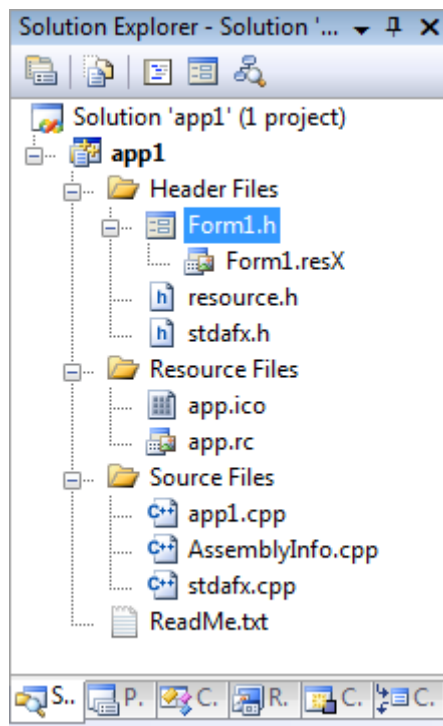 Solution Explorer - Solution '...
Solution 'app1' (1 project)
app1
Header Files
Form1.h
Form1.resX
resource.h
stdafx.h
Resource Files
app.ico
app.rc
Source Files
app1.cpp
AssemblyInfo.cpp
stdafx.cpp
ReadMe.txt
S.. P. C. R. C. C.